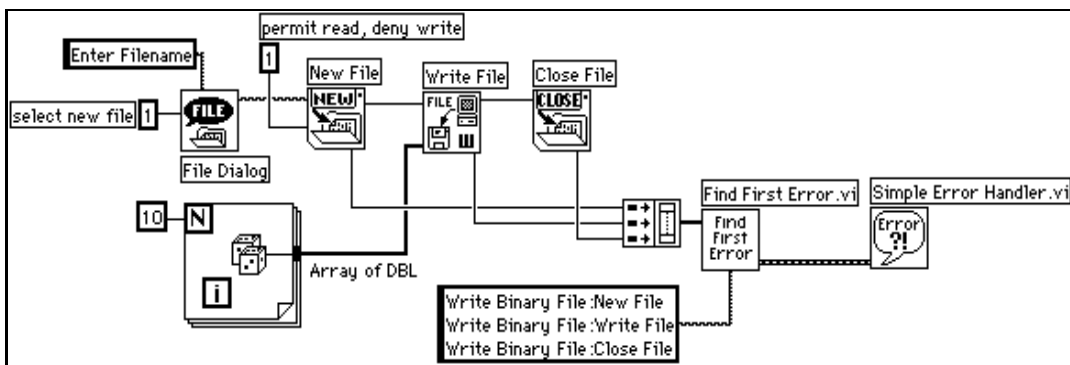 permit read, deny write
Enter Filename
1
New File
Write File
Close File
select new file
1
FILE
NEW
FILE
W
CLOSE
File Dialog
10
N
i
Array of DBL
Find First Error.vi
Simple Error Handler.vi
Find
First
Error
Error
?!
Write Binary File:New File
Write Binary File:Write File
Write Binary File:Close File